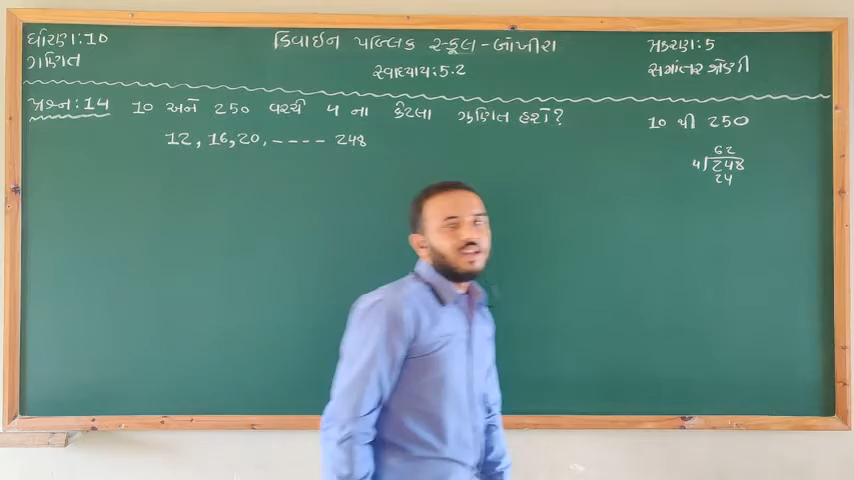 ધોરણ:10
ગણિત
ડિવાઈન પબ્લિક સ્કૂલ-બાંખીરા
સ્વાધ્યાય:5.2
પ્રકરણ:5
સમાંતર શ્રેણી
પ્રશ્ન:14 10 અને 250 વચ્ચે 4 ના કેટલા ગુણિત હશે?
12, 16, 20, ---- 248
10 થી 250
62
4√248
24